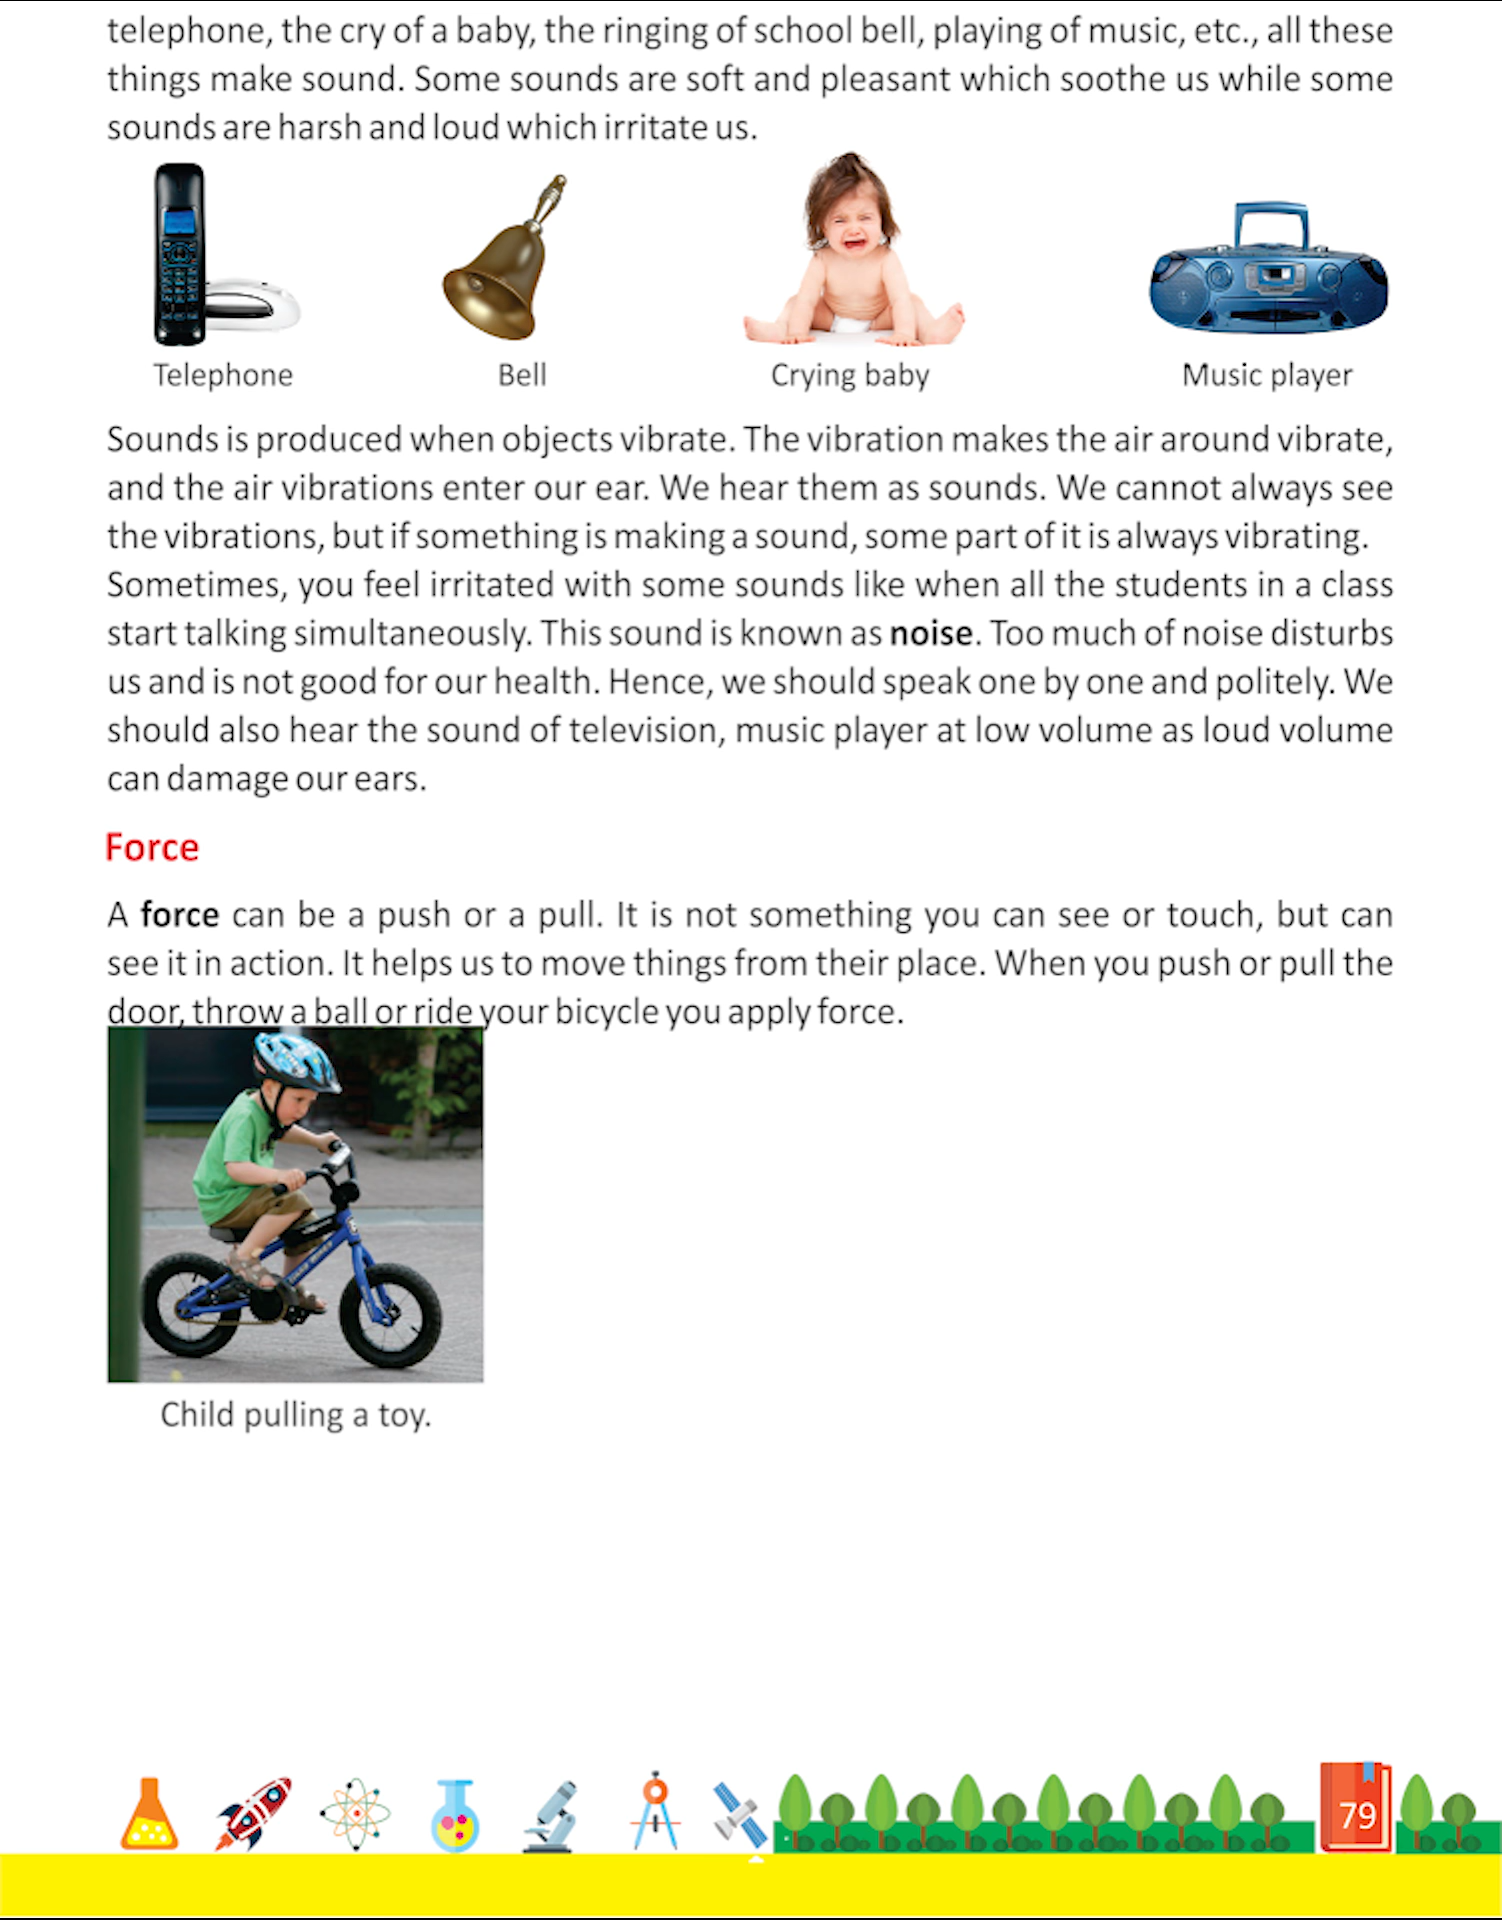 telephone, the cry of a baby, the ringing of school bell, playing of music, etc., all these
things make sound. Some sounds are soft and pleasant which soothe us while some
sounds are harsh and loud which irritate us.
Telephone
Bell
Crying baby
Music player
Sounds is produced when objects vibrate. The vibration makes the air around vibrate,
and the air vibrations enter our ear. We hear them as sounds. We cannot always see
the vibrations, but if something is making a sound, some part of it is always vibrating.
Sometimes, you feel irritated with some sounds like when all the students in a class
start talking simultaneously. This sound is known as noise. Too much of noise disturbs
us and is not good for our health. Hence, we should speak one by one and politely. We
should also hear the sound of television, music player at low volume as loud volume
can damage our ears.
Force
A force can be a push or a pull. It is not something you can see or touch, but can
see it in action. It helps us to move things from their place. When you push or pull the
door, throw a ball or ride your bicycle you apply force.
Child pulling a toy.
79